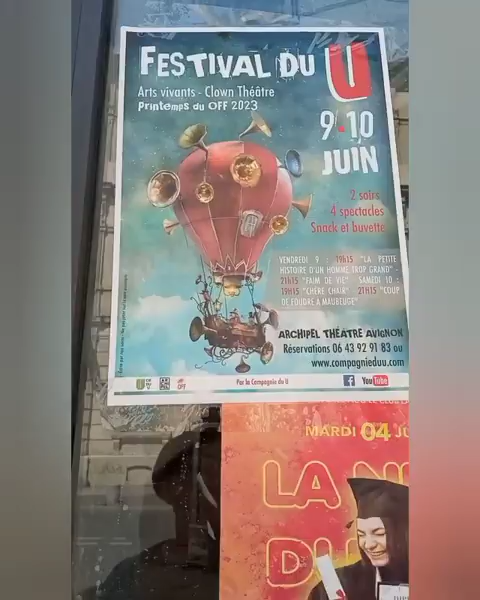 FESTIVAL DU U
Arts vivants - Clown Théâtre
Printemps du OFF 2023
9-10
JUIN
2 soirs
4 spectacles
Snack et buvette
VENDREDI 9 : 19h15 "LA PETITE
HISTOIRE D'UN HOMME TROP GRAND" -
21h15 "FAIM DE VIE" SAMEDI 10 :
19H15 "CHÈRE CHAIR" 21H15 "COUP
DE FOUDRE À MAUBEUGE"
ARCHIPEL THÉATRE AVIGNON
Réservations 06 43 92 91 83 ou
www.compagnieduu.com
Par la Compagnie du U
YouTube
MARDI 04 JU
LA
DU